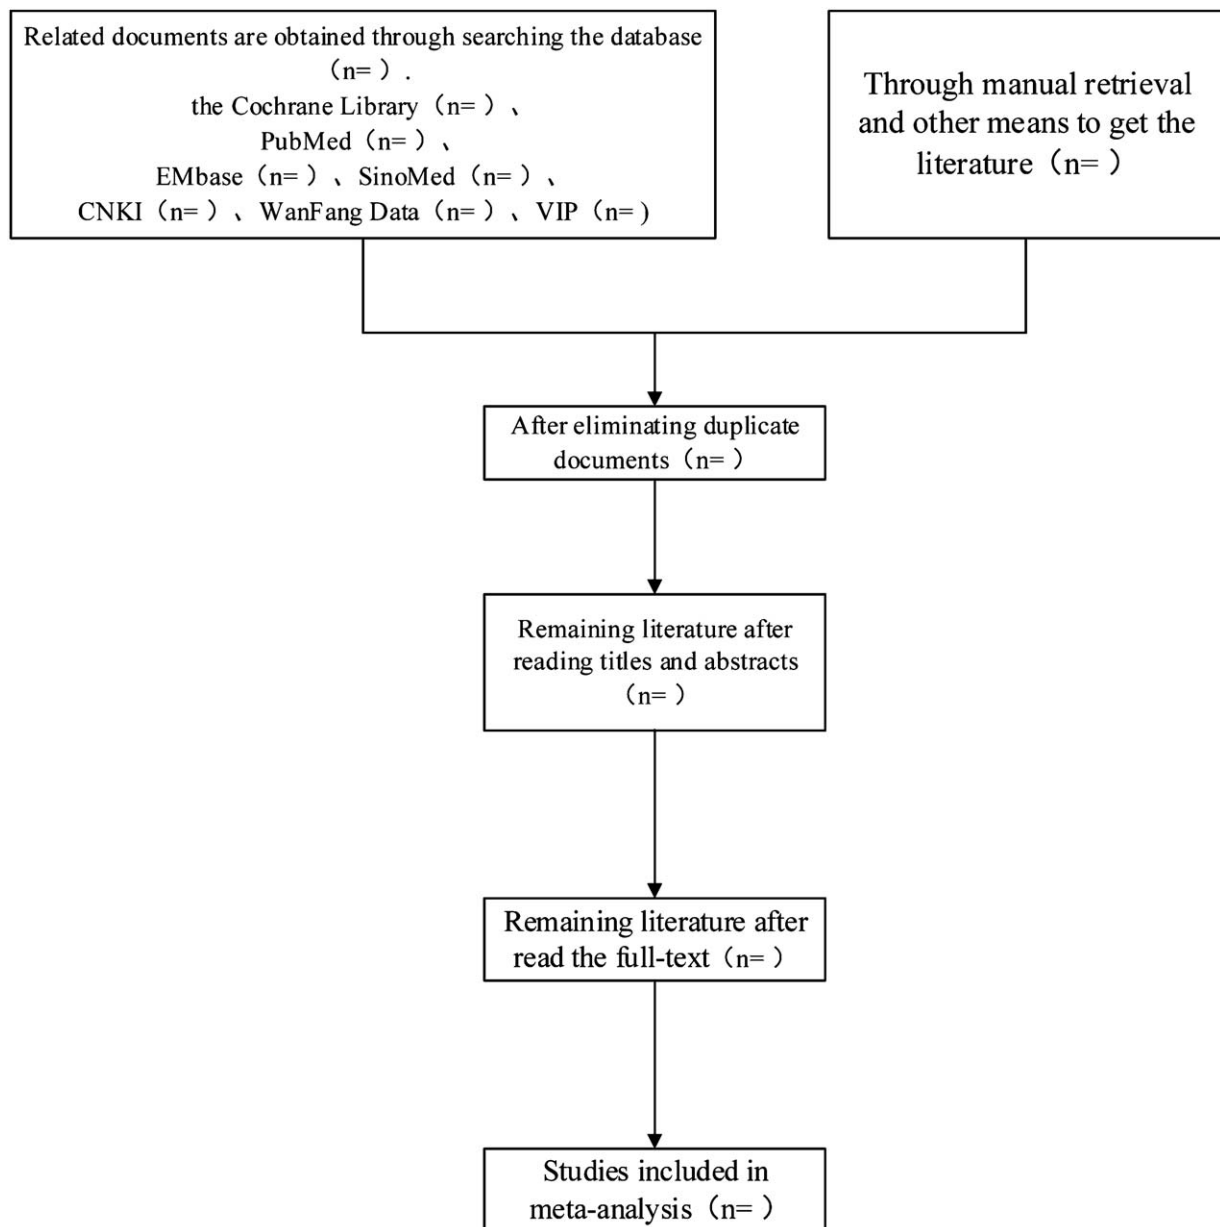 Related documents are obtained through searching the database
（n= ）.
the Cochrane Library（n= ）、
PubMed（n= ）、
EMbase（n= ）、SinoMed（n= ）、
CNKI（n= ）、WanFang Data（n= ）、VIP（n= )
Through manual retrieval
and other means to get the
literature（n= ）
After eliminating duplicate
documents（n= ）
Remaining literature after
reading titles and abstracts
（n= ）
Remaining literature after
read the full-text（n= ）
Studies included in
meta-analysis（n= ）